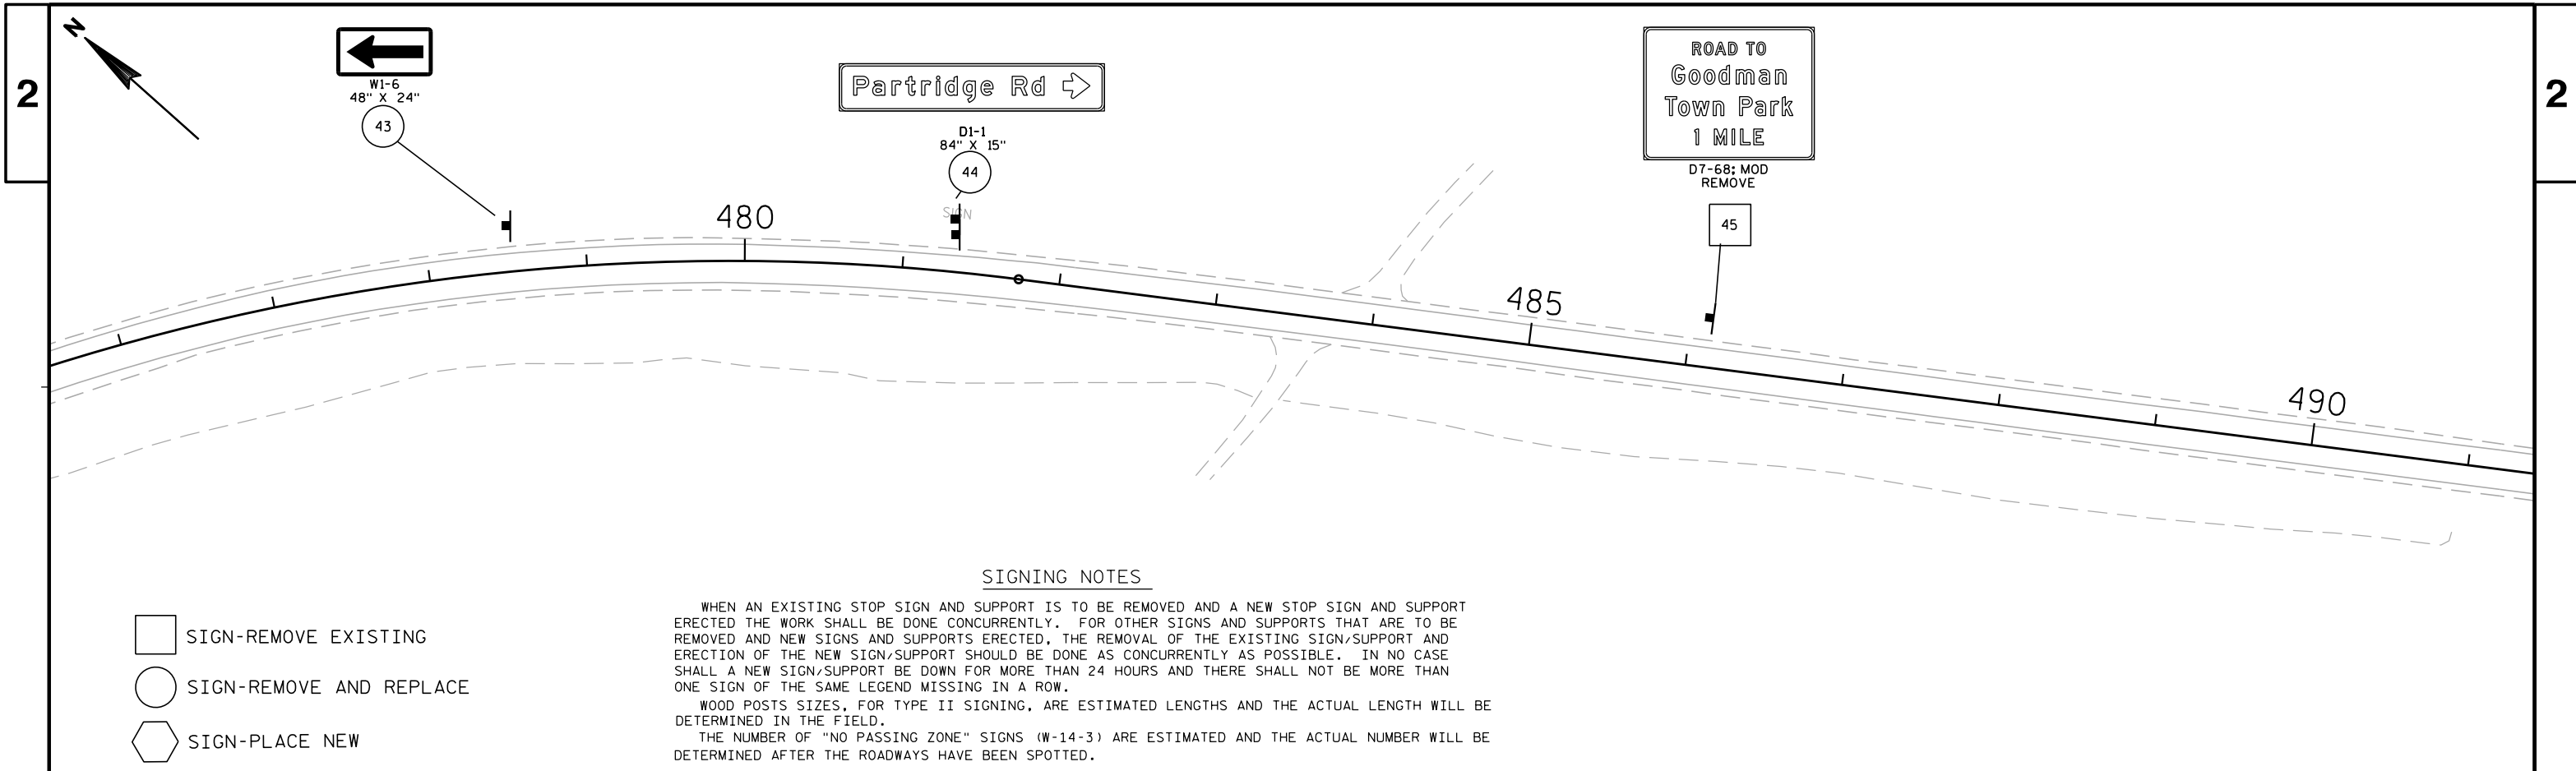 2
N
W1-6
48" X 24"
43
Partridge Rd
D1-1
84" X 15"
44
SIGN
ROAD TO
Goodman
Town Park
1 MILE
D7-68; MOD
REMOVE
45
2
480
485
490
SIGN-REMOVE EXISTING
SIGN-REMOVE AND REPLACE
SIGN-PLACE NEW
SIGNING NOTES
WHEN AN EXISTING STOP SIGN AND SUPPORT IS TO BE REMOVED AND A NEW STOP SIGN AND SUPPORT
ERECTED THE WORK SHALL BE DONE CONCURRENTLY. FOR OTHER SIGNS AND SUPPORTS THAT ARE TO BE
REMOVED AND NEW SIGNS AND SUPPORTS ERECTED, THE REMOVAL OF THE EXISTING SIGN/SUPPORT AND
ERECTION OF THE NEW SIGN/SUPPORT SHOULD BE DONE AS CONCURRENTLY AS POSSIBLE. IN NO CASE
SHALL A NEW SIGN/SUPPORT BE DOWN FOR MORE THAN 24 HOURS AND THERE SHALL NOT BE MORE THAN
ONE SIGN OF THE SAME LEGEND MISSING IN A ROW.
WOOD POSTS SIZES, FOR TYPE II SIGNING, ARE ESTIMATED LENGTHS AND THE ACTUAL LENGTH WILL BE
DETERMINED IN THE FIELD.
THE NUMBER OF "NO PASSING ZONE" SIGNS (W-14-3) ARE ESTIMATED AND THE ACTUAL NUMBER WILL BE
DETERMINED AFTER THE ROADWAYS HAVE BEEN SPOTTED.